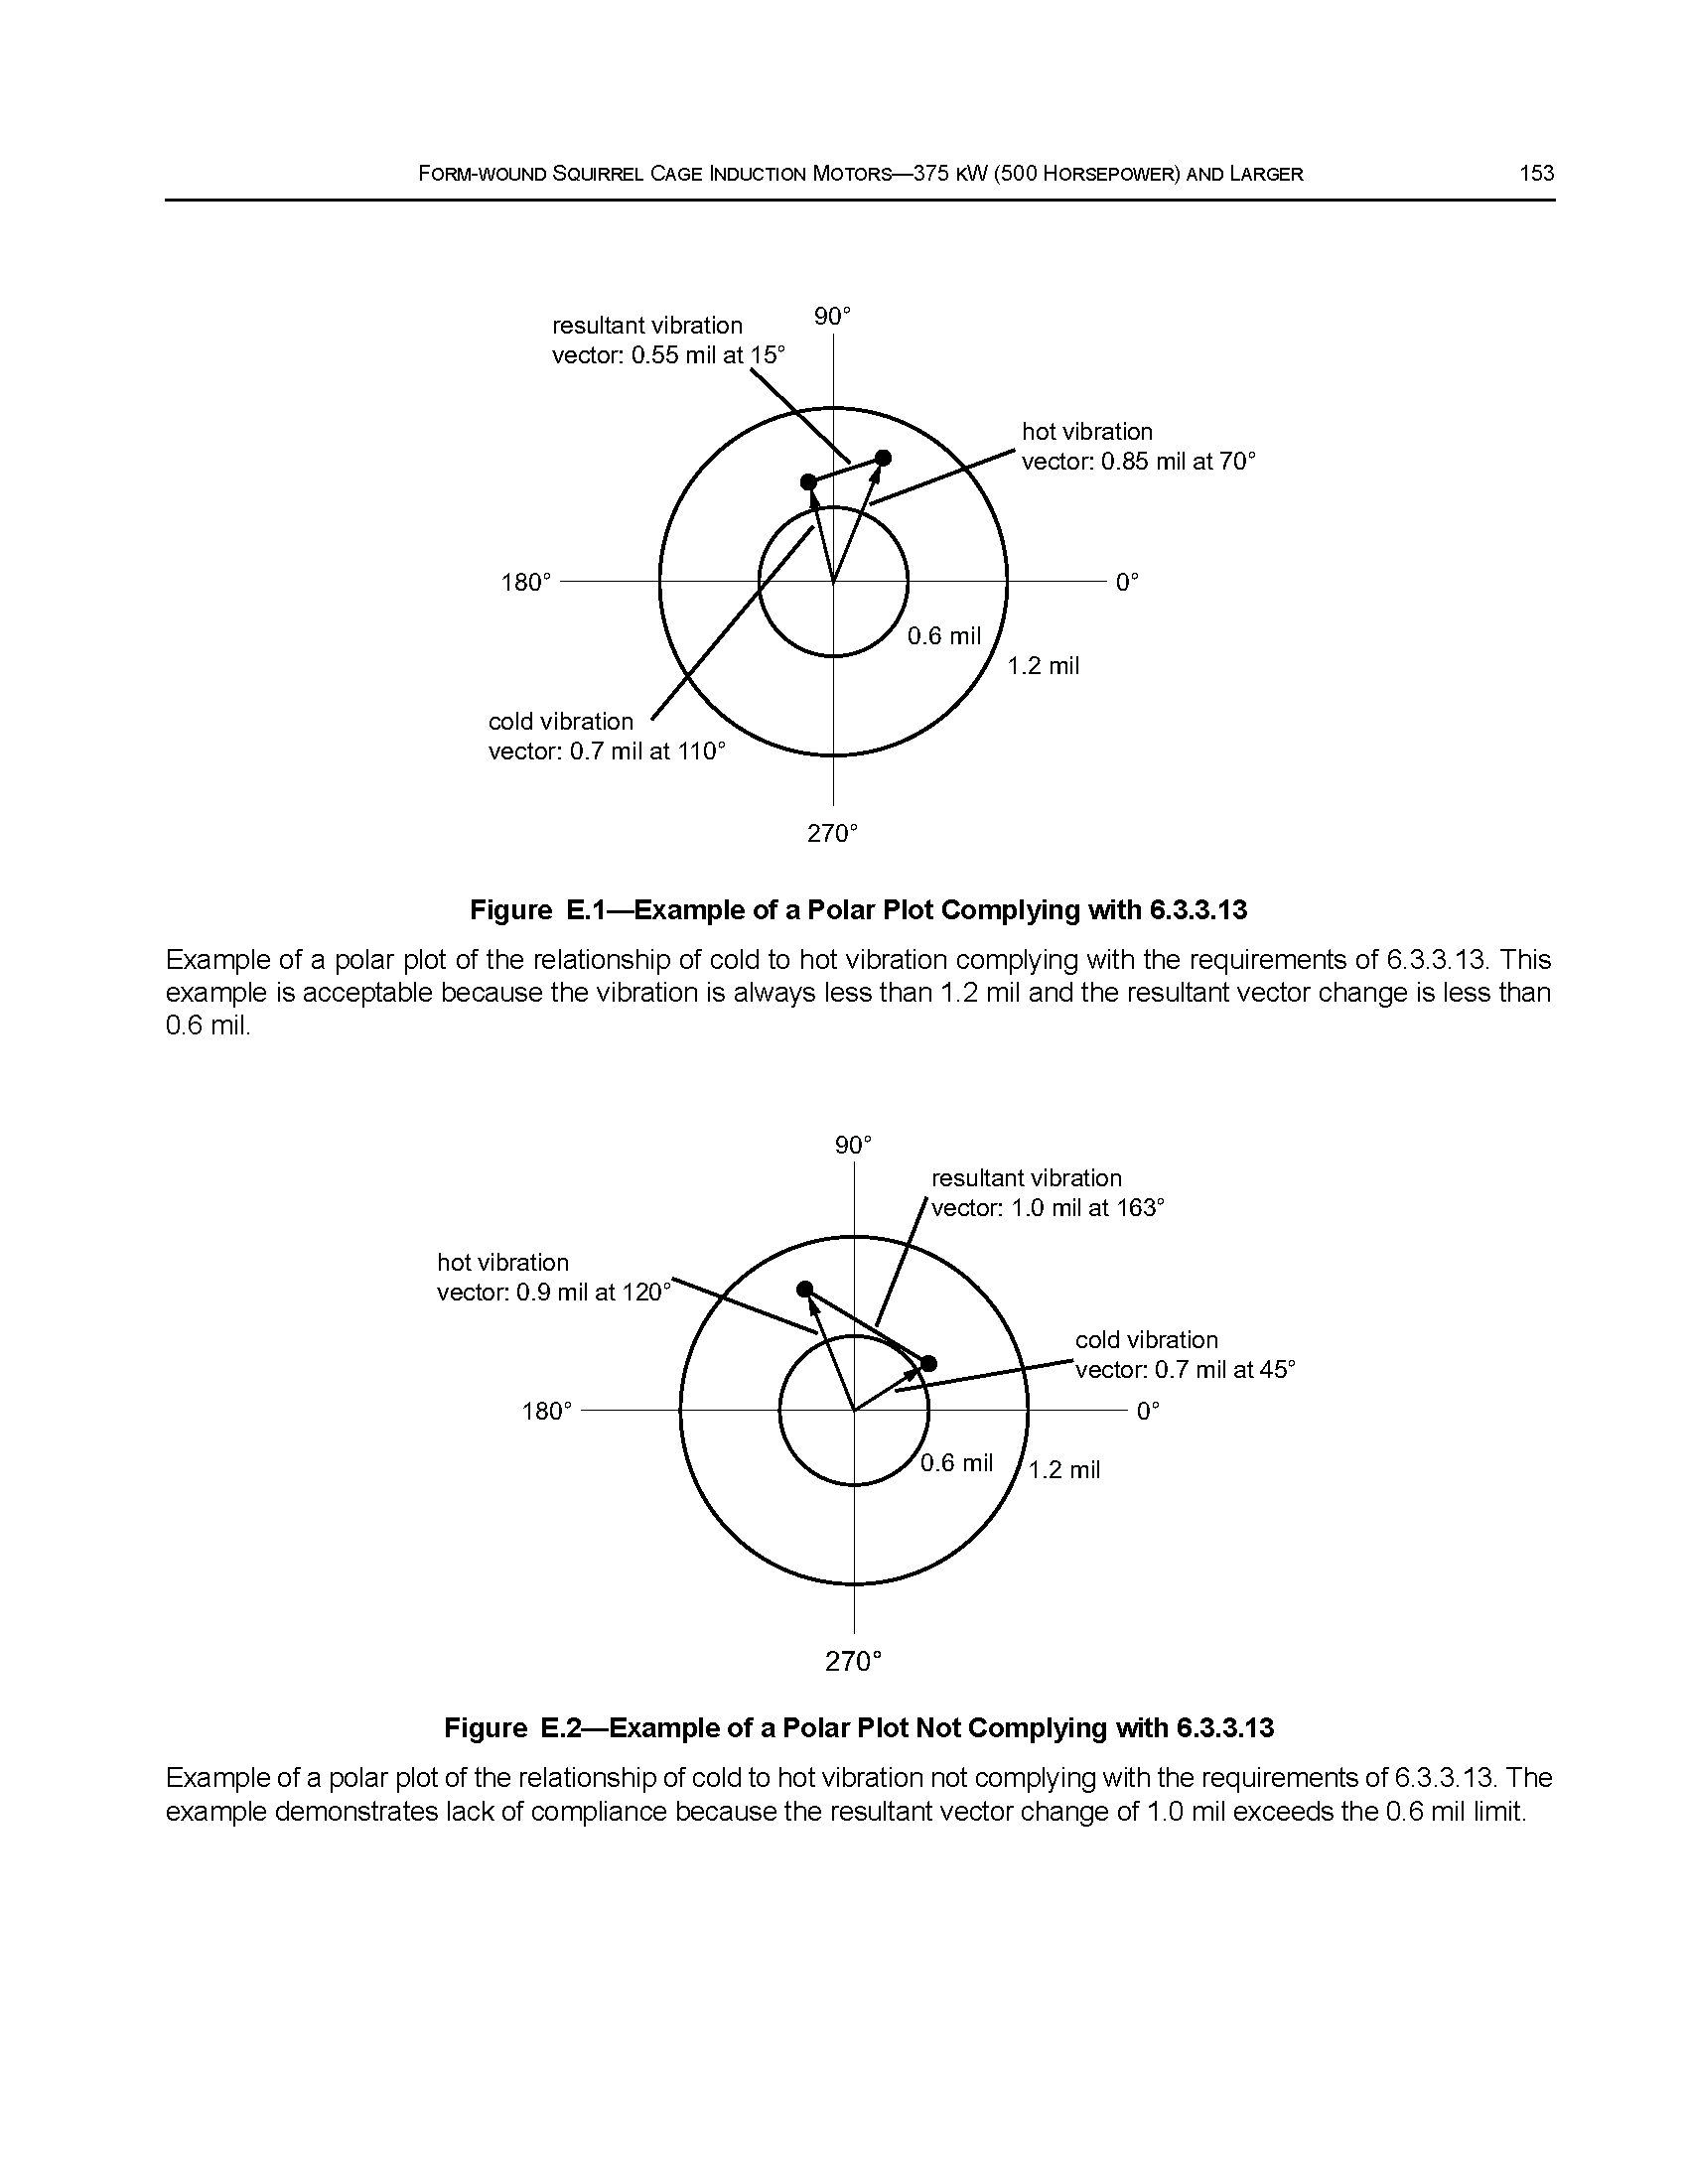 FORM-WOUND SQUIRREL CAGE INDUCTION MOTORS—375 KW (500 HORSEPOWER) AND LARGER 153
90°
resultant vibration
vector: 0.55 mil at 15°
hot vibration
vector: 0.85 mil at 70°
180°
0°
0.6 mil
1.2 mil
cold vibration
vector: 0.7 mil at 110°
270°
Figure E.1—Example of a Polar Plot Complying with 6.3.3.13
Example of a polar plot of the relationship of cold to hot vibration complying with the requirements of 6.3.3.13. This
example is acceptable because the vibration is always less than 1.2 mil and the resultant vector change is less than
0.6 mil.
90°
resultant vibration
vector: 1.0 mil at 163°
hot vibration
vector: 0.9 mil at 120°
cold vibration
vector: 0.7 mil at 45°
180°
0°
0.6 mil
1.2 mil
270°
Figure E.2—Example of a Polar Plot Not Complying with 6.3.3.13
Example of a polar plot of the relationship of cold to hot vibration not complying with the requirements of 6.3.3.13. The
example demonstrates lack of compliance because the resultant vector change of 1.0 mil exceeds the 0.6 mil limit.